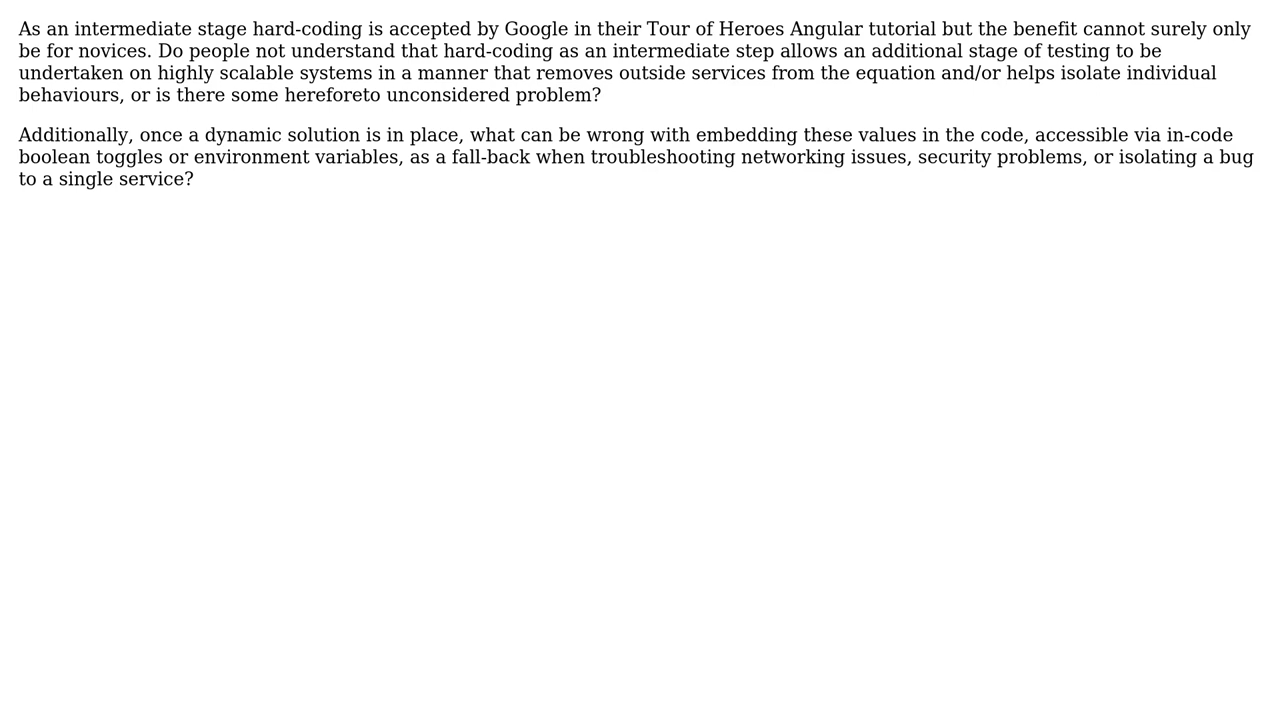 As an intermediate stage hard-coding is accepted by Google in their Tour of Heroes Angular tutorial but the benefit cannot surely only
be for novices. Do people not understand that hard-coding as an intermediate step allows an additional stage of testing to be
undertaken on highly scalable systems in a manner that removes outside services from the equation and/or helps isolate individual
behaviours, or is there some hereforeto unconsidered problem?
Additionally, once a dynamic solution is in place, what can be wrong with embedding these values in the code, accessible via in-code
boolean toggles or environment variables, as a fall-back when troubleshooting networking issues, security problems, or isolating a bug
to a single service?